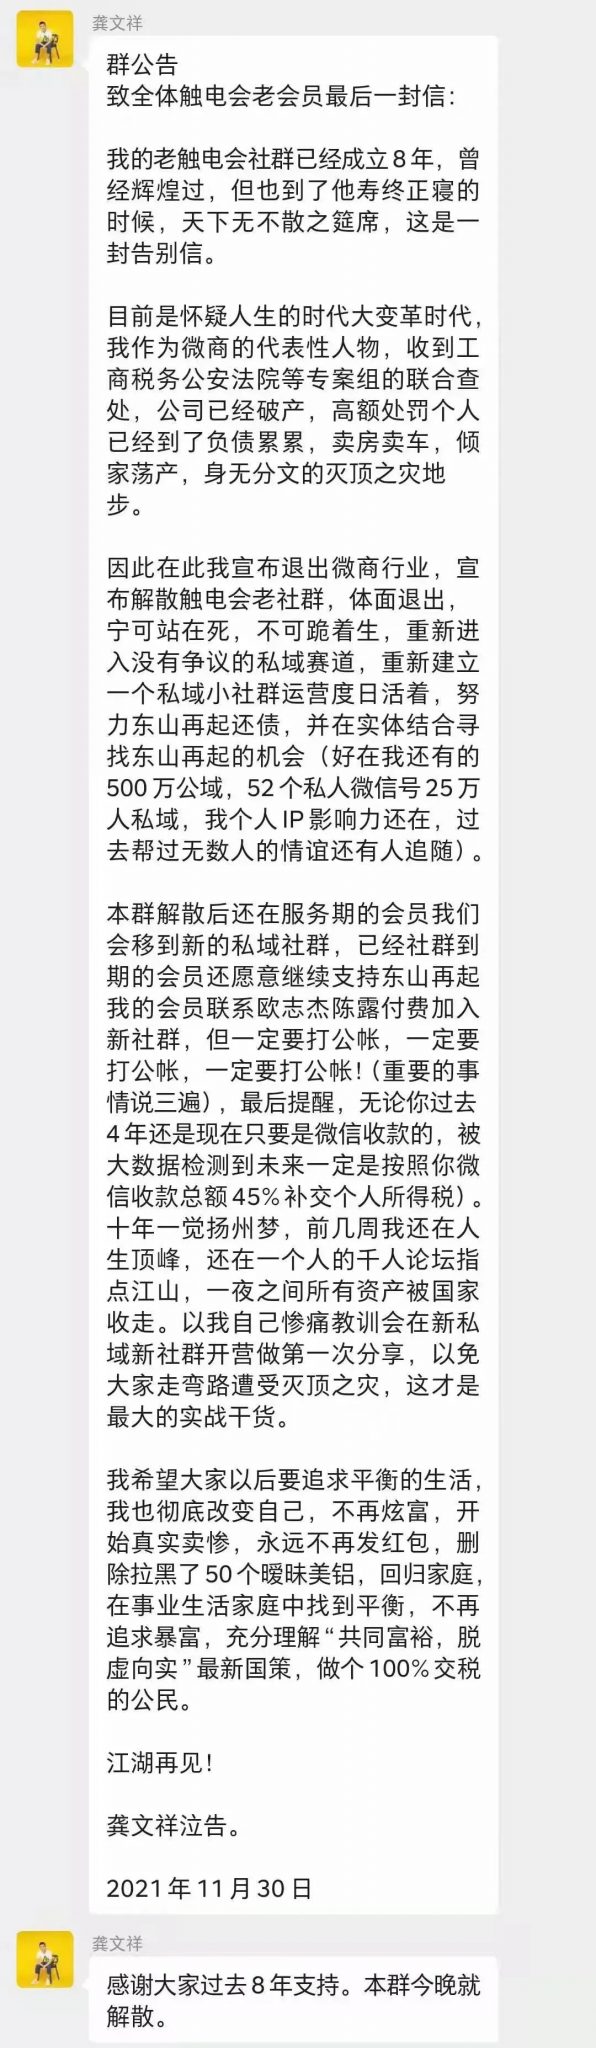 龚文祥
群公告
致全体触电会老会员最后一封信：
我的老触电会社群已经成立8年，曾
经辉煌过，但也到了他寿终正寝的
时候，天下无不散之筵席，这是一
封告别信。
目前是怀疑人生的时代大变革时代，
我作为微商的代表性人物，收到工
商税务公安法院等专案组的联合查
处，公司已经破产，高额处罚个人
已经到了负债累累，卖房卖车，倾
家荡产，身无分文的灭顶之灾地
步。
因此在此我宣布退出微商行业，宣
布解散触电会老社群，体面退出，
宁可站在死，不可跪着生，重新进
入没有争议的私域赛道，重新建立
一个私域小社群运营度日活着，努
力东山再起还债，并在实体结合寻
找东山再起的机会（好在我还有的
500万公域，52个私人微信号25万
人私域，我个人IP影响力还在，过
去帮过无数人的情谊还有人追随）。
本群解散后还在服务期的会员我们
会移到新的私域社群，已经社群到
期的会员还愿意继续支持东山再起
我的会员联系欧志杰陈露付费加入
新社群，但一定要打公帐，一定要
打公帐，一定要打公帐！（重要的事
情说三遍），最后提醒，无论你过去
4年还是现在只要是微信收款的，被
大数据检测到未来一定是按照你微
信收款总额45%补交个人所得税）。
十年一觉扬州梦，前几周我还在人
生顶峰，还在一个人的千人论坛指
点江山，一夜之间所有资产被国家
收走。以我自己惨痛教训会在新私
域新社群开营做第一次分享，以免
大家走弯路遭受灭顶之灾，这才是
最大的实战干货。
我希望大家以后要追求平衡的生活，
我也彻底改变自己，不再炫富，开
始真实卖惨，永远不再发红包，删
除拉黑了50个暧昧美铝，回归家庭，
在事业生活家庭中找到平衡，不再
追求暴富，充分理解“共同富裕，脱
虚向实”最新国策，做个100%交税
的公民。
江湖再见！
龚文祥泣告。
2021年11月30日
龚文祥
感谢大家过去8年支持。本群今晚就
解散。